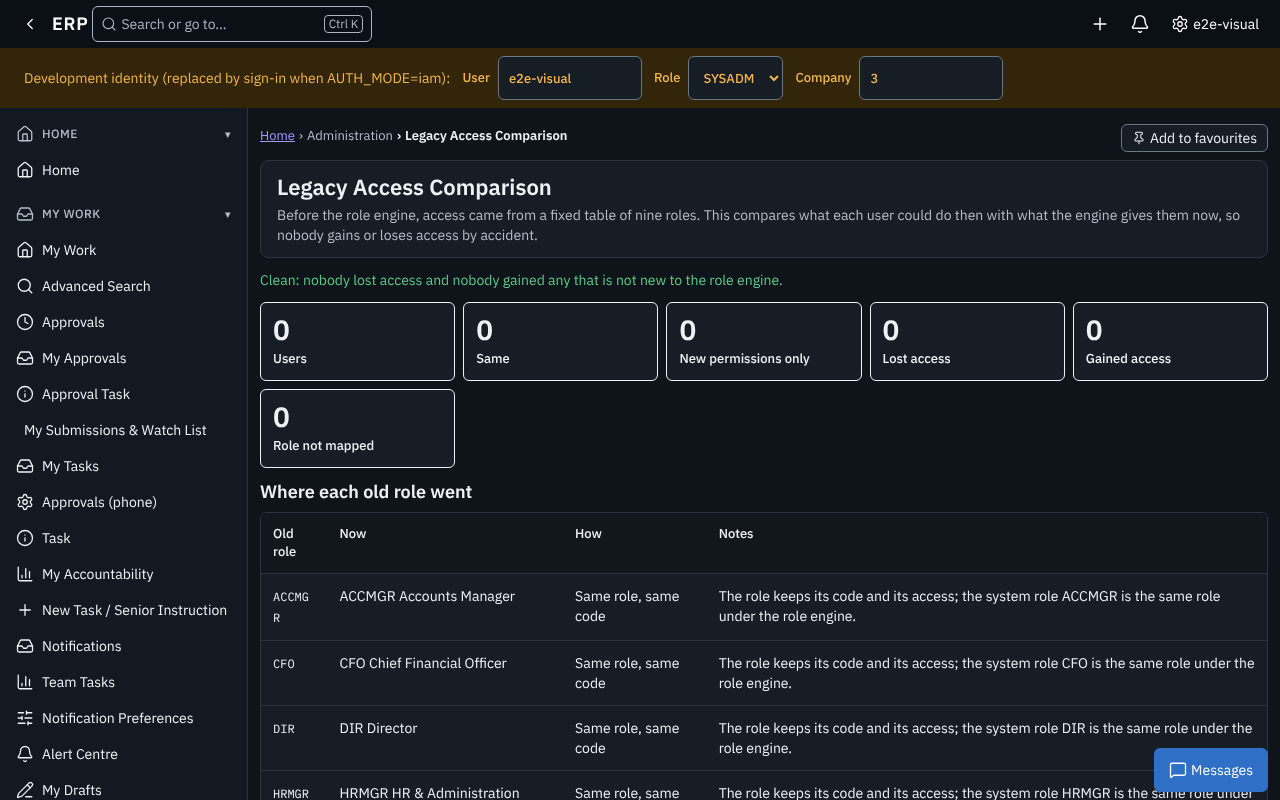 ERP
Search or go to...
Ctrl K
e2e-visual
Development identity (replaced by sign-in when AUTH_MODE=iam):
User
e2e-visual
Role
SYSADM
Company
3
HOME
Home
MY WORK
My Work
Advanced Search
Approvals
My Approvals
Approval Task
My Submissions & Watch List
My Tasks
Approvals (phone)
Task
My Accountability
New Task / Senior Instruction
Notifications
Team Tasks
Notification Preferences
Alert Centre
My Drafts
Home › Administration › Legacy Access Comparison
Add to favourites
Legacy Access Comparison
Before the role engine, access came from a fixed table of nine roles. This compares what each user could do then with what the engine gives them now, so
nobody gains or loses access by accident.
Clean: nobody lost access and nobody gained any that is not new to the role engine.
0
Users
0
Same
0
New permissions only
0
Lost access
0
Gained access
0
Role not mapped
Where each old role went
Old
role
Now
How
Notes
ACCMG
R
ACCMGR Accounts Manager
Same role, same
code
The role keeps its code and its access; the system role ACCMGR is the same role
under the role engine.
CFO
CFO Chief Financial Officer
Same role, same
code
The role keeps its code and its access; the system role CFO is the same role under the
role engine.
DIR
DIR Director
Same role, same
code
The role keeps its code and its access; the system role DIR is the same role under the
role engine.
HRMGR
HRMGR HR & Administration
Same role, same
The role keeps its code and its access; the system role HRMGR is the same role under
Messages